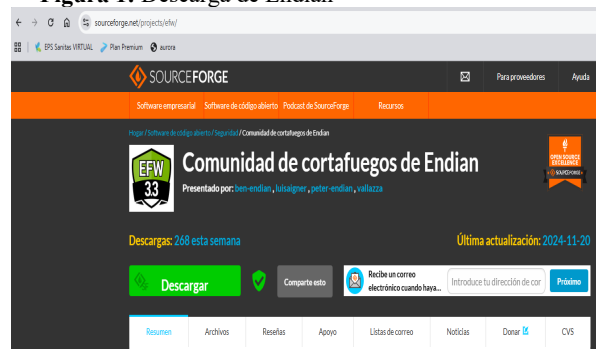 Figura 1. Descarga de Endian
sourceforge.net/projects/efw/
EPS Sanitas VIRTUAL Plan Premium aurora
SOURCEFORGE Para proveedores Ayuda
Software empresarial Software de código abierto Podcast de SourceForge Recursos
Hogar / Software de código abierto / Seguridad / Comunidad de cortafuegos de Endian
EFW
3.3
Comunidad de cortafuegos de Endian
Presentado por: ben-endian, luisaigner, peter-endian, vallazza
OPEN SOURCE
EXCELLENCE
SOURCEFORGE
Descargas: 268 esta semana Última actualización: 2024-11-20
Descargar Comparte esto Recibe un correo
electrónico cuando haya... Introduce tu dirección de cor Próximo
Resumen Archivos Reseñas Apoyo Listas de correo Noticias Donar CVS